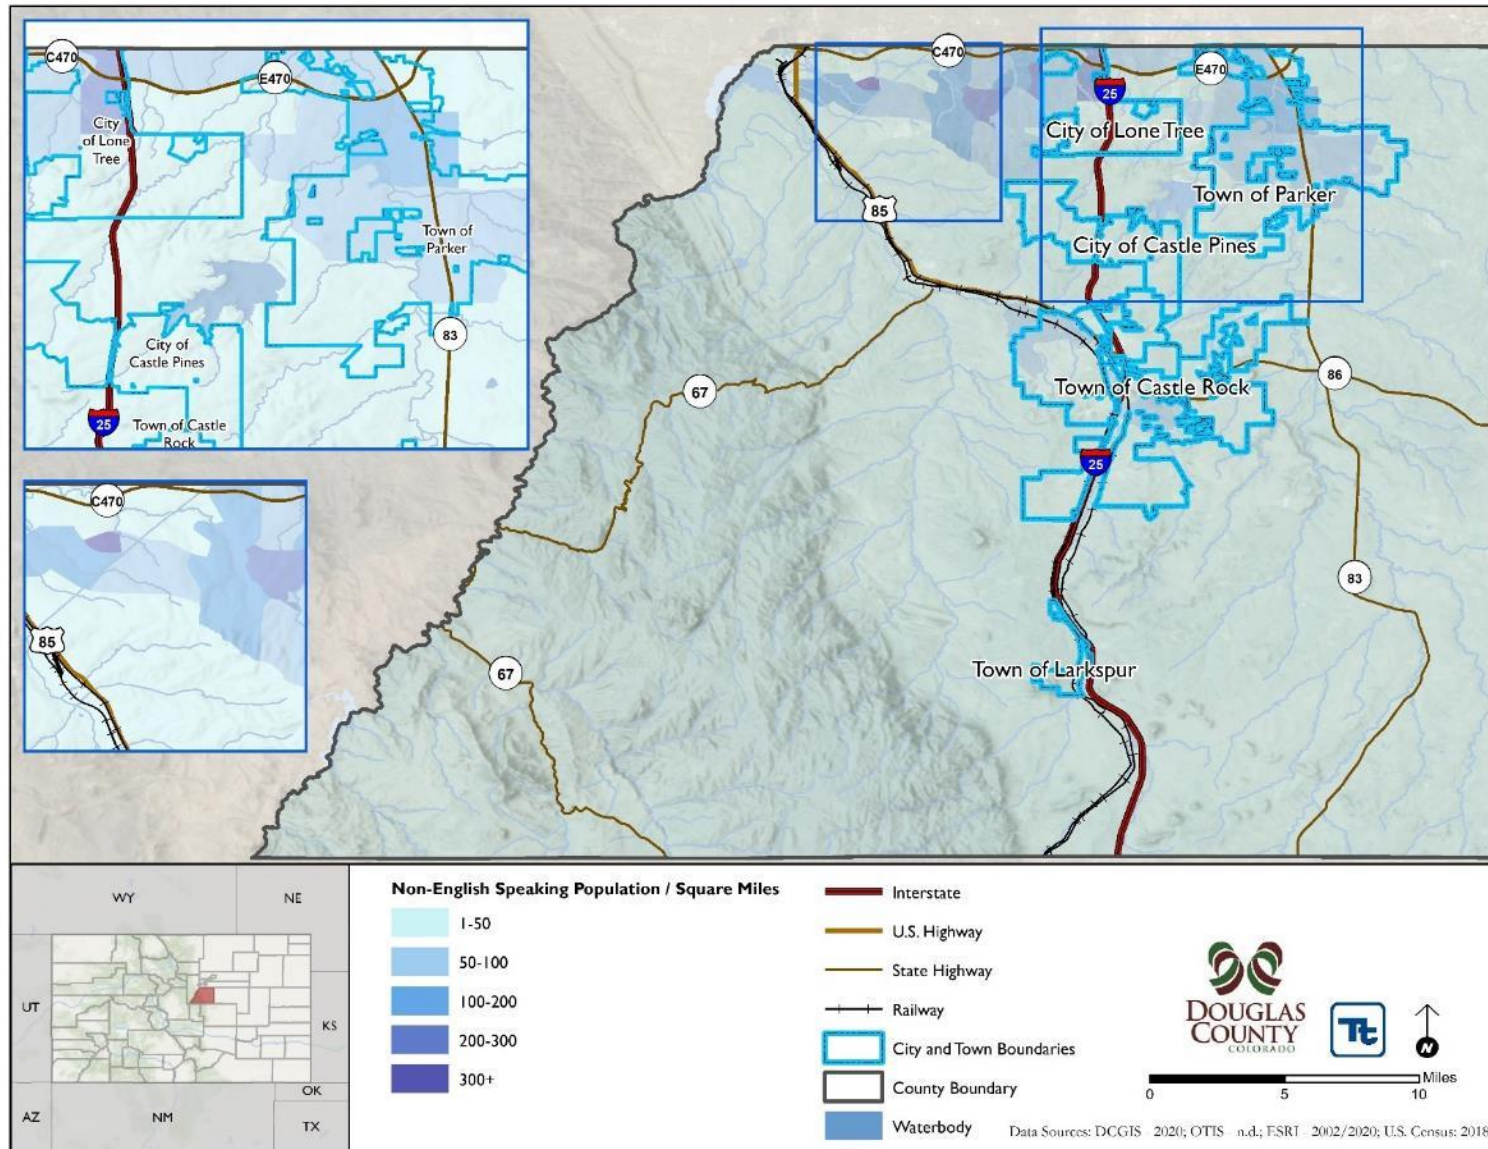 C470
E470
City
of Lone
Tree
Town of
Parker
City of
Castle Pines
83
25
Town of Castle
Rock
C470
85
C470
E470
25
City of Lone Tree
Town of Parker
85
City of Castle Pines
67
86
Town of Castle Rock
25
83
67
Town of Larkspur
WY
NE
UT
KS
OK
AZ
NM
TX
Non-English Speaking Population / Square Miles
1-50
50-100
100-200
200-300
300+
Interstate
U.S. Highway
State Highway
Railway
City and Town Boundaries
County Boundary
Waterbody
DOUGLAS
COUNTY
COLORADO
Tt
N
Miles
0 5 10
Data Sources: DCGIS - 2020; OTIS - n.d.; ESRI - 2002/2020; U.S. Census: 2018